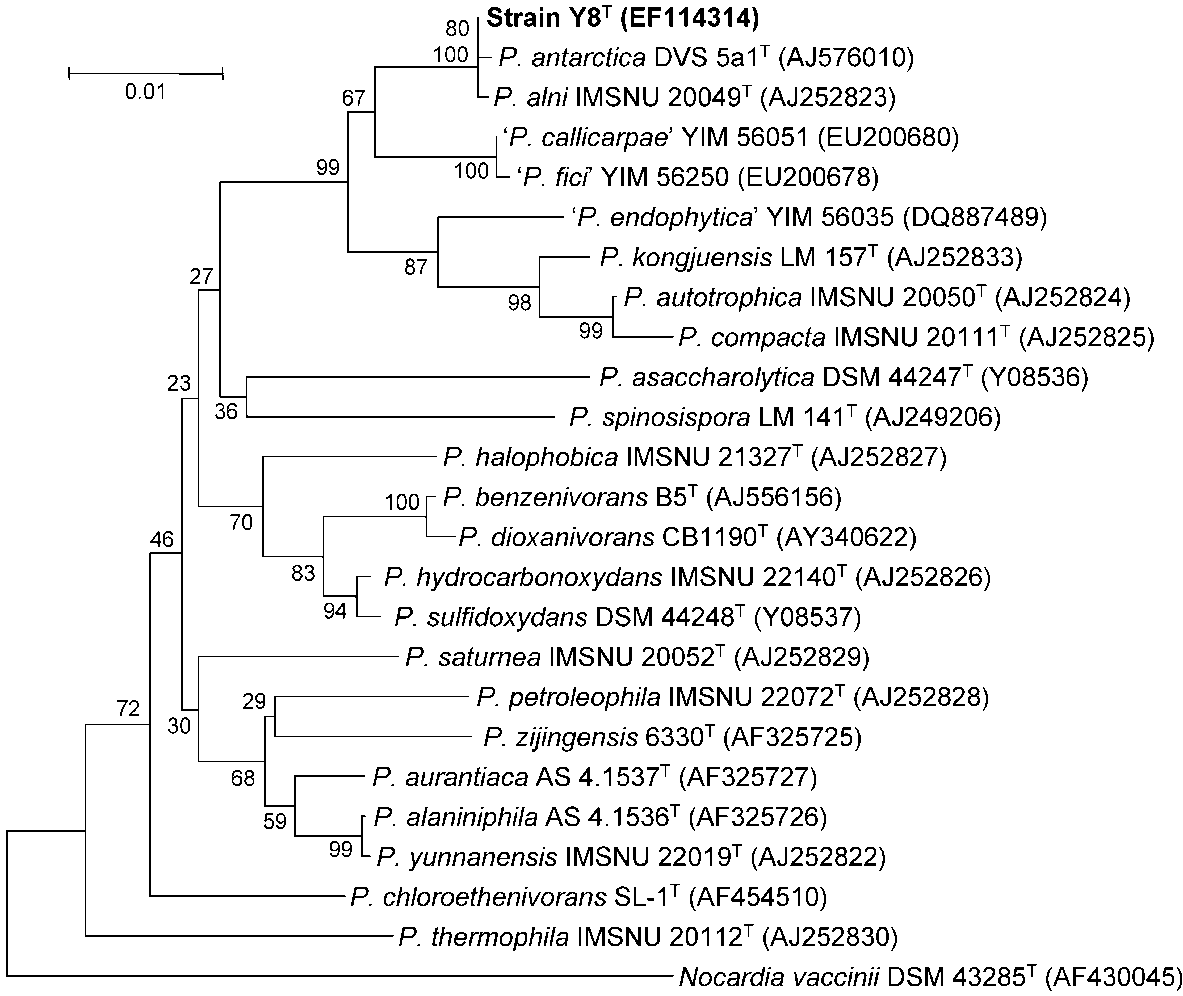 Strain Y8ᵀ (EF114314)
80
100
P. antarctica DVS 5a1ᵀ (AJ576010)
0.01
67
P. alni IMSNU 20049ᵀ (AJ252823)
‘P. callicarpae’ YIM 56051 (EU200680)
99
100
‘P. fici’ YIM 56250 (EU200678)
‘P. endophytica’ YIM 56035 (DQ887489)
87
P. kongjuensis LM 157ᵀ (AJ252833)
27
98
P. autotrophica IMSNU 20050ᵀ (AJ252824)
99
P. compacta IMSNU 20111ᵀ (AJ252825)
23
P. asaccharolytica DSM 44247ᵀ (Y08536)
36
P. spinosispora LM 141ᵀ (AJ249206)
P. halophobica IMSNU 21327ᵀ (AJ252827)
100
P. benzenivorans B5ᵀ (AJ556156)
70
P. dioxanivorans CB1190ᵀ (AY340622)
46
83
P. hydrocarbonoxydans IMSNU 22140ᵀ (AJ252826)
94
P. sulfidoxydans DSM 44248ᵀ (Y08537)
P. saturnea IMSNU 20052ᵀ (AJ252829)
29
P. petroleophila IMSNU 22072ᵀ (AJ252828)
72
30
P. zijingensis 6330ᵀ (AF325725)
68
P. aurantiaca AS 4.1537ᵀ (AF325727)
59
P. alaniniphila AS 4.1536ᵀ (AF325726)
99
P. yunnanensis IMSNU 22019ᵀ (AJ252822)
P. chloroethenivorans SL-1ᵀ (AF454510)
P. thermophila IMSNU 20112ᵀ (AJ252830)
Nocardia vaccinii DSM 43285ᵀ (AF430045)